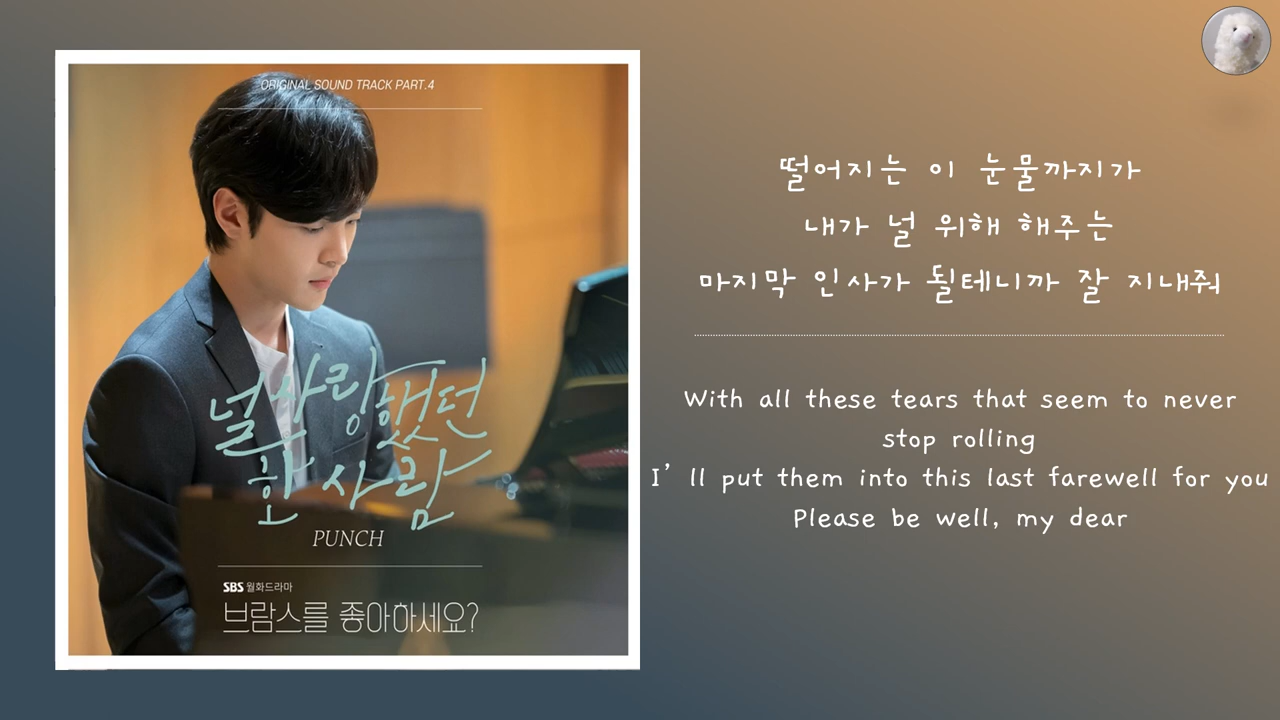 ORIGINAL SOUND TRACK PART.4
널 사랑했던
한 사람
PUNCH
SBS 월화드라마
브람스를 좋아하세요?
떨어지는 이 눈물까지가
내가 널 위해 해주는
마지막 인사가 될테니까 잘 지내줘
With all these tears that seem to never
stop rolling
I'll put them into this last farewell for you
Please be well, my dear